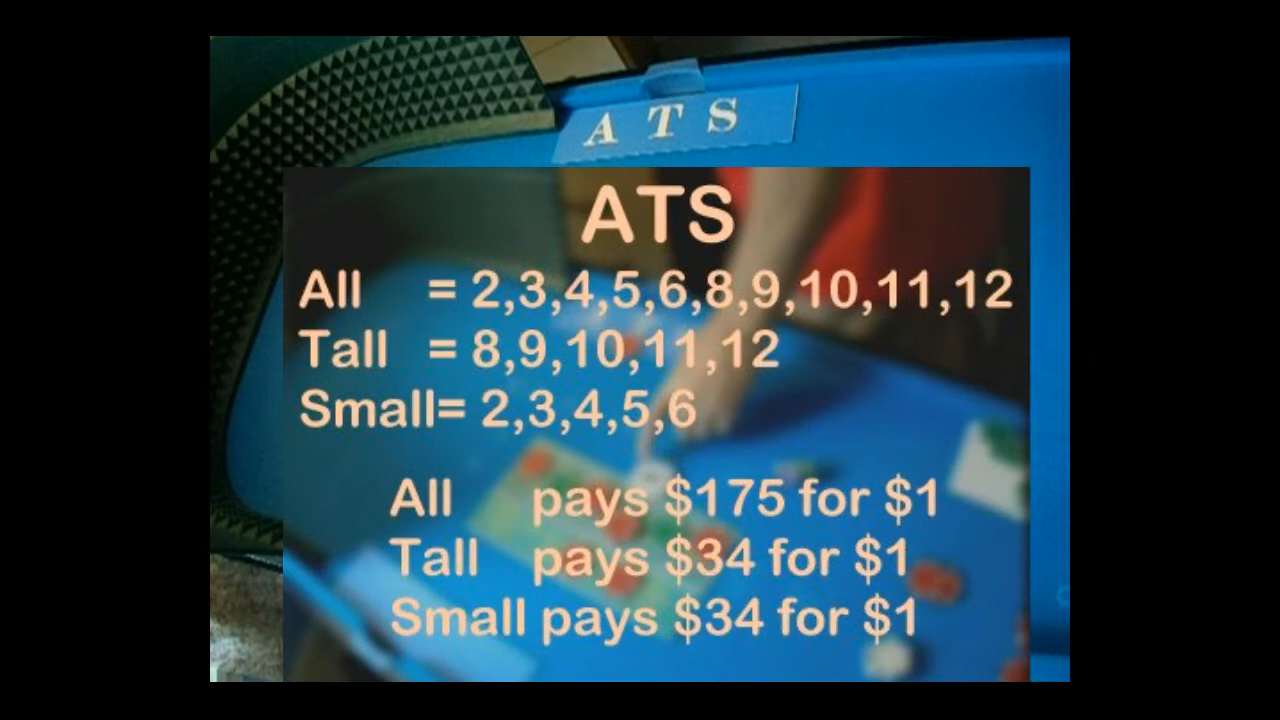 A T S
ATS
All = 2,3,4,5,6,8,9,10,11,12
Tall = 8,9,10,11,12
Small= 2,3,4,5,6
All pays $175 for $1
Tall pays $34 for $1
Small pays $34 for $1